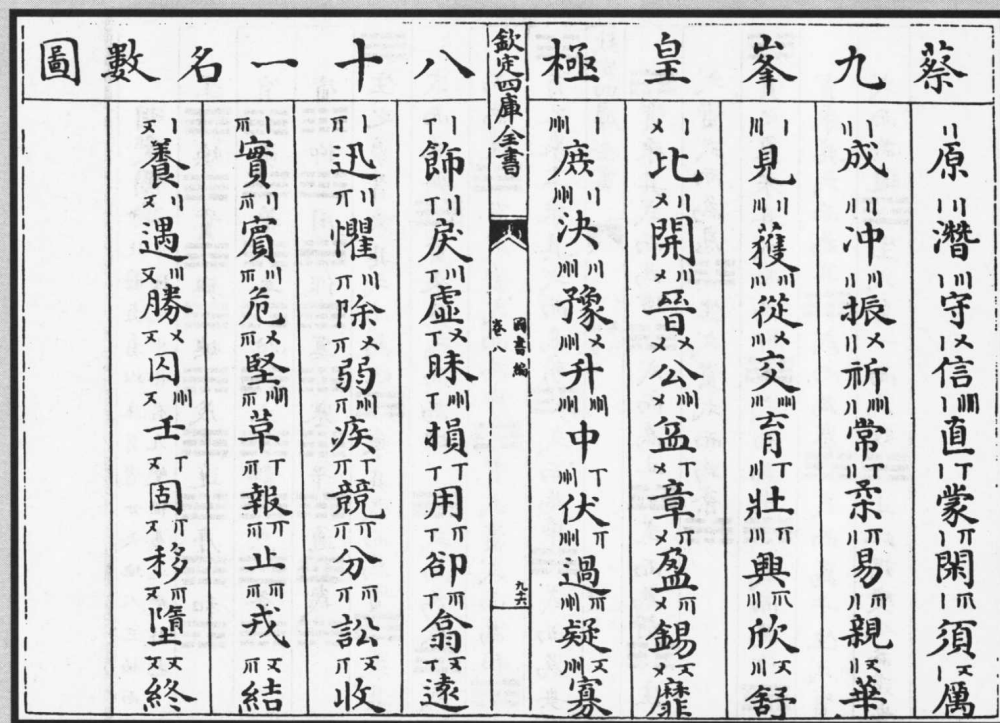 蔡九峯皇極八十一名數圖
原潛守信直蒙閑須厲
成沖振祈常柔易親華
見獲從交育壯興欣舒
比開晉公益章盈錫靡
庶決豫升中伏過疑寡
欽定四庫全書
圖書編
卷八
九六
飾戾虛昧損用卻翕遠
迅懼除弱疾競分訟收
實賓危堅草報止戎結
養遇勝囚壬固移墮終